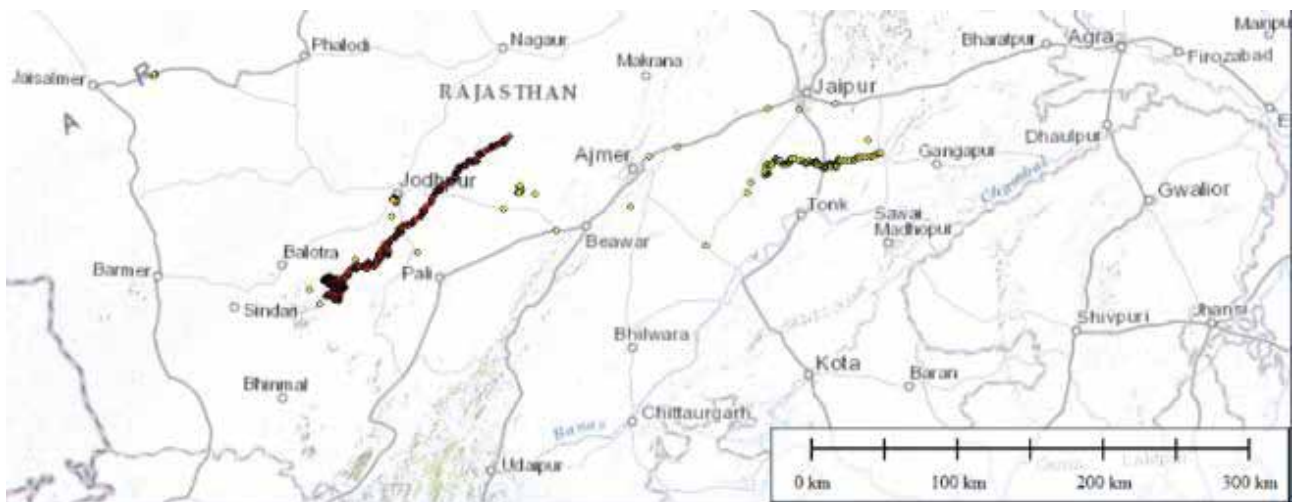 Mainpu
Phalodi
Nagaur
Bharatpur
Agra
Firozabad
Jaisalmer
Makrana
Jaipur
RAJASTHAN
R
A
Dhaulpur
Ajmer
Gangapur
Jodhpur
Chambal
Tonk
Gwalior
Sawai
Madhopur
Balotra
Beawar
Barmer
Pali
Sindari
Shivpuri
Jhansi
Bhilwara
Kota
Baran
Bhinmal
Chittaurgarh
Banas
Udaipur
0 km
100 km
200 km
300 km